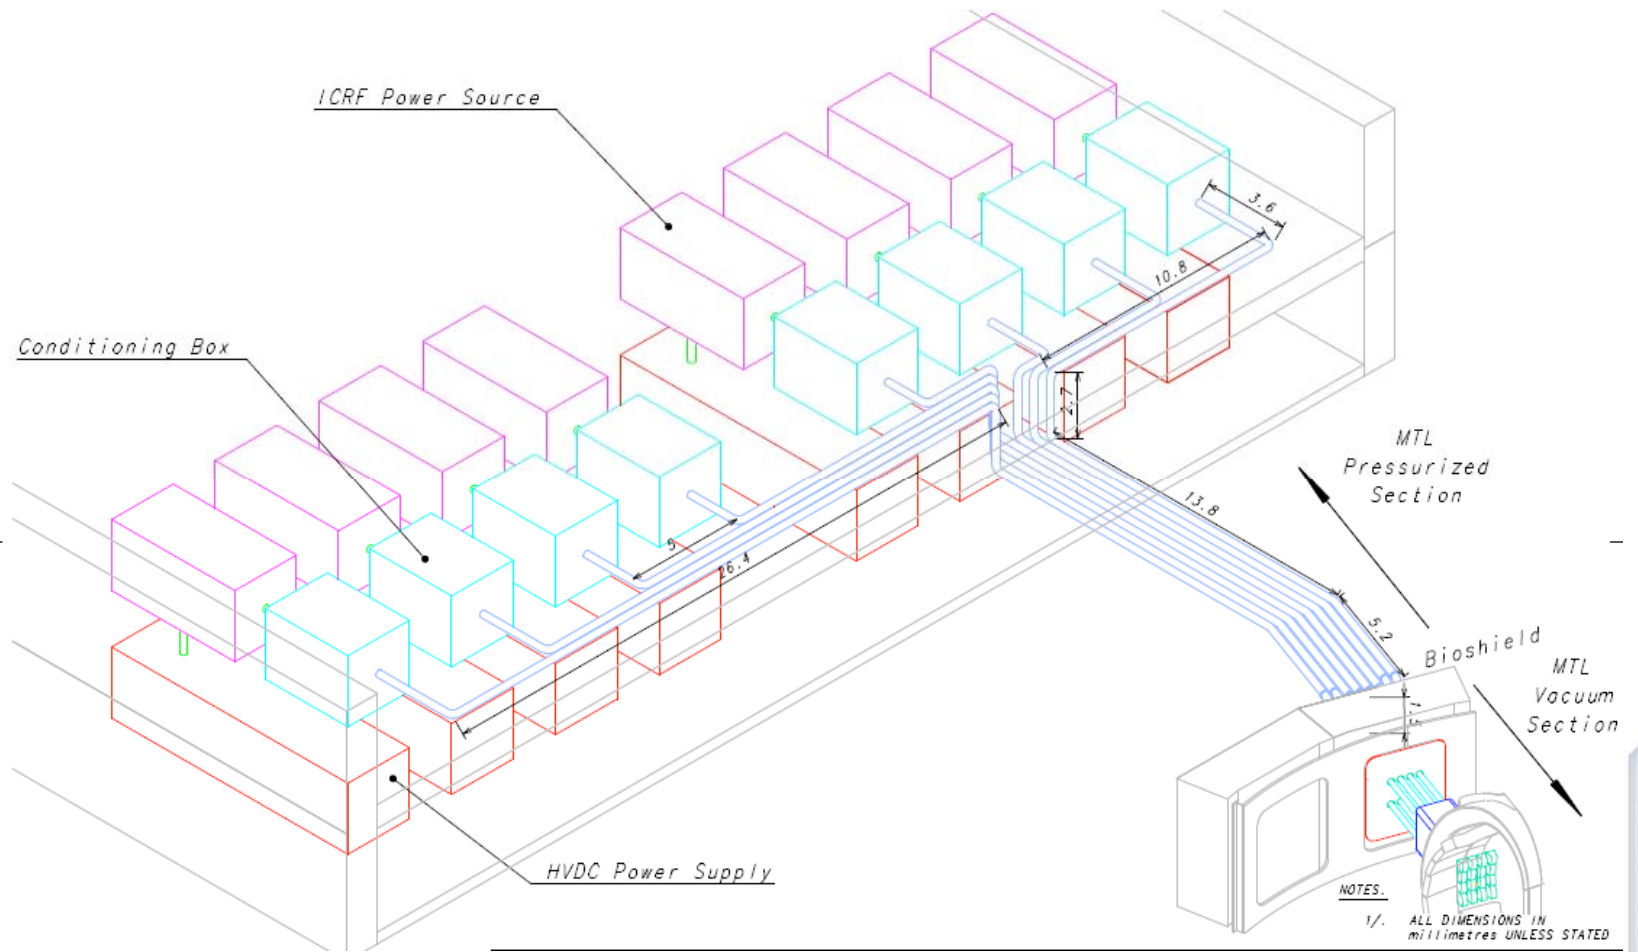 ICRF Power Source
3.6
10.8
Conditioning Box
2.7
MTL
Pressurized
Section
13.8
5
26.4
5.2
Bioshield
MTL
Vacuum
Section
1.5
HVDC Power Supply
NOTES.
1/. ALL DIMENSIONS IN
millimetres UNLESS STATED